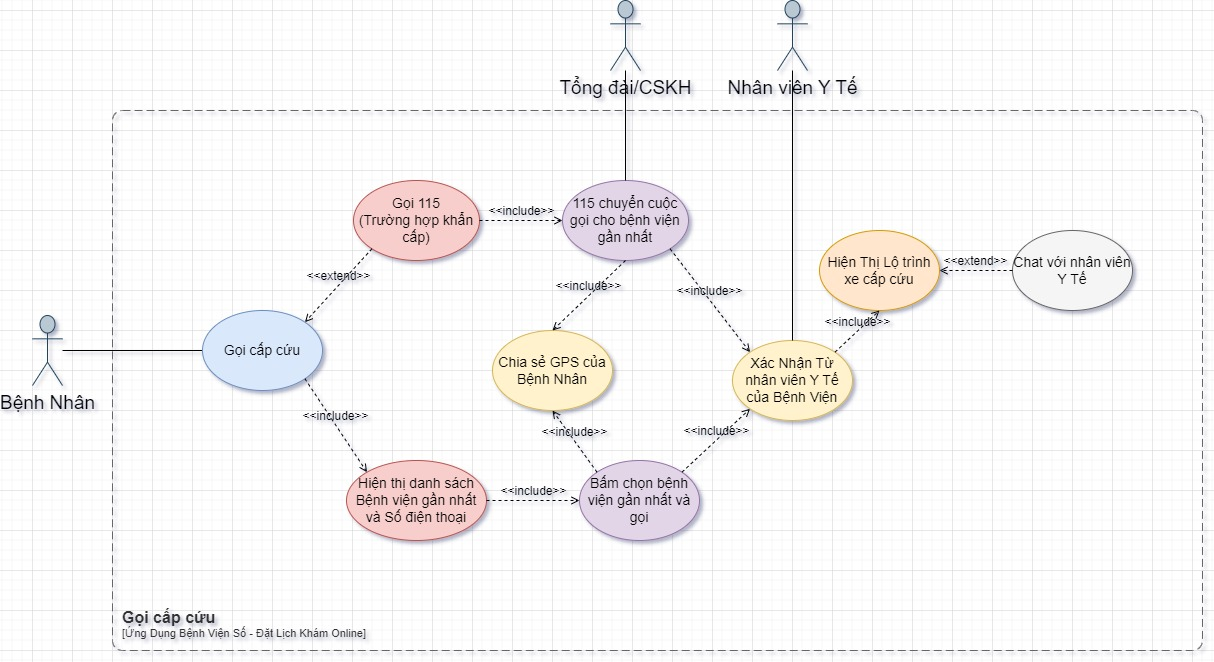 Tổng đài/CSKH
Nhân viên Y Tế
Gọi 115
(Trường hợp khẩn
cấp)
<<include>>
115 chuyển cuộc
gọi cho bệnh viện
gần nhất
<<extend>>
<<include>>
<<include>>
Hiện Thị Lộ trình
xe cấp cứu
<<extend>>
Chat với nhân viên
Y Tế
<<include>>
Bệnh Nhân
Gọi cấp cứu
Chia sẻ GPS của
Bệnh Nhân
Xác Nhận Từ
nhân viên Y Tế
của Bệnh Viện
<<include>>
<<include>>
<<include>>
Hiện thị danh sách
Bệnh viện gần nhất
và Số điện thoại
<<include>>
Bấm chọn bệnh
viện gần nhất và
gọi
Gọi cấp cứu
[Ứng Dụng Bệnh Viện Số - Đặt Lịch Khám Online]